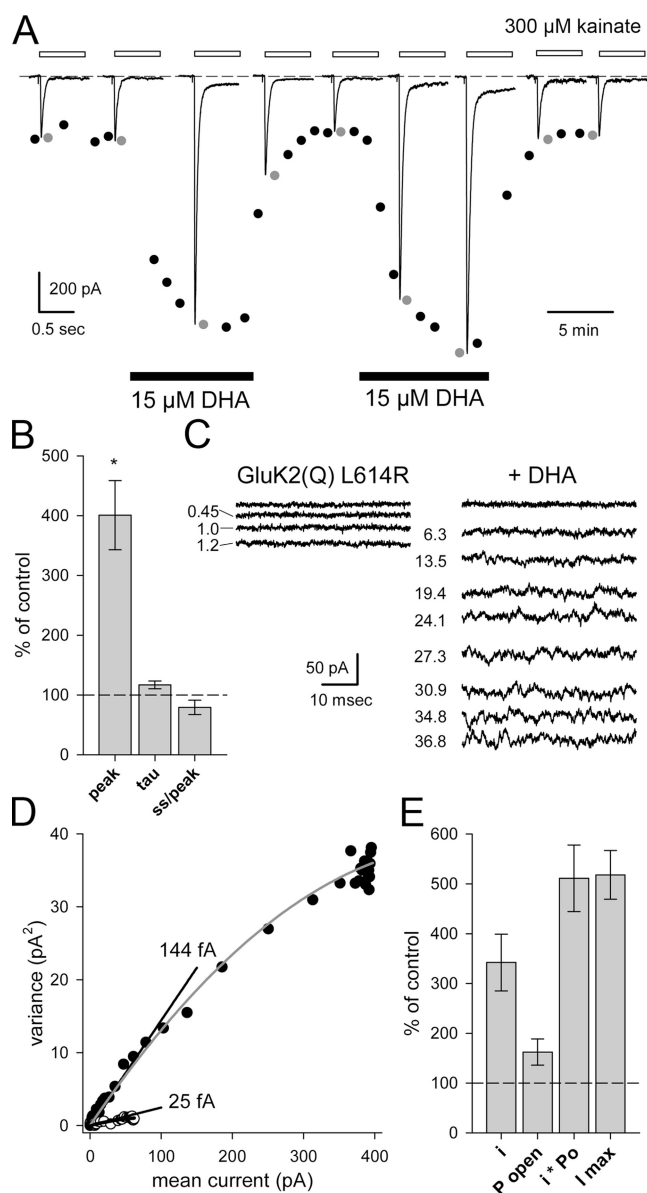 A
300 µM kainate
200 pA
0.5 sec
5 min
15 µM DHA
15 µM DHA
B
% of control
500
400
300
200
100
0
*
peak
tau
ss/peak
C
GluK2(Q) L614R
0.45
1.0
1.2
50 pA
10 msec
+ DHA
6.3
13.5
19.4
24.1
27.3
30.9
34.8
36.8
D
variance (pA²)
40
30
20
10
0
144 fA
25 fA
0
100
200
300
400
mean current (pA)
E
% of control
600
500
400
300
200
100
0
i
P open
i * Po
I max